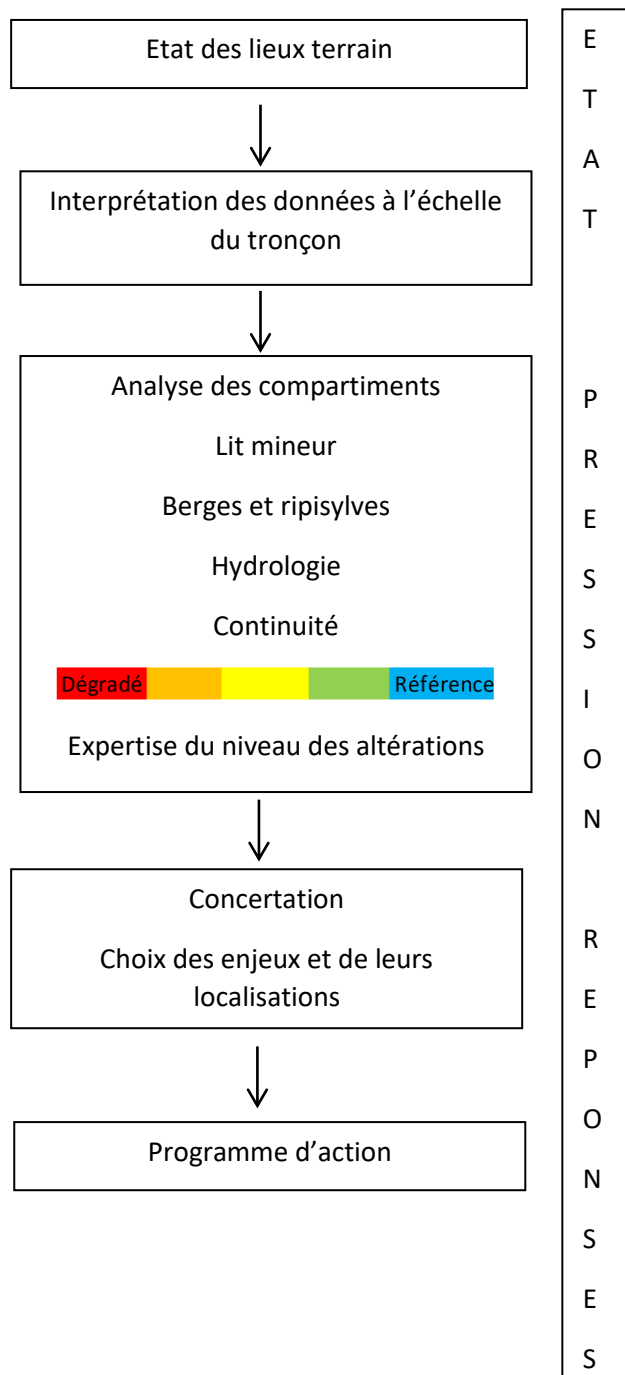 Etat des lieux terrain
Interprétation des données à l’échelle
du tronçon
Analyse des compartiments
Lit mineur
Berges et ripisylves
Hydrologie
Continuité
Dégradé Référence
Expertise du niveau des altérations
Concertation
Choix des enjeux et de leurs
localisations
Programme d’action
E
T
A
T
P
R
E
S
S
I
O
N
R
E
P
O
N
S
E
S